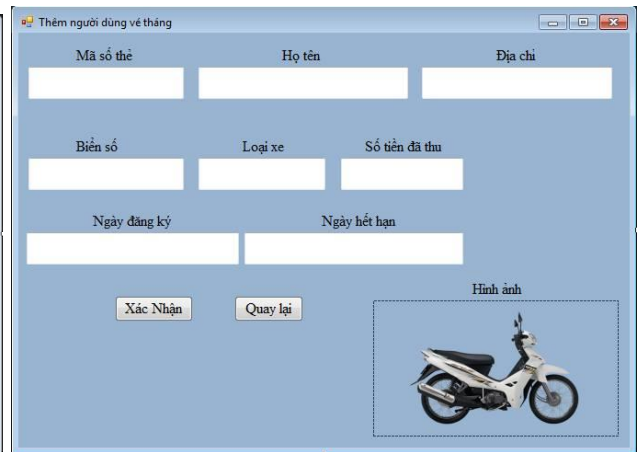 Thêm người dùng vé tháng
Mã số thẻ Họ tên Địa chỉ
Biển số Loại xe Số tiền đã thu
Ngày đăng ký Ngày hết hạn
Hình ảnh
Xác Nhận Quay lại